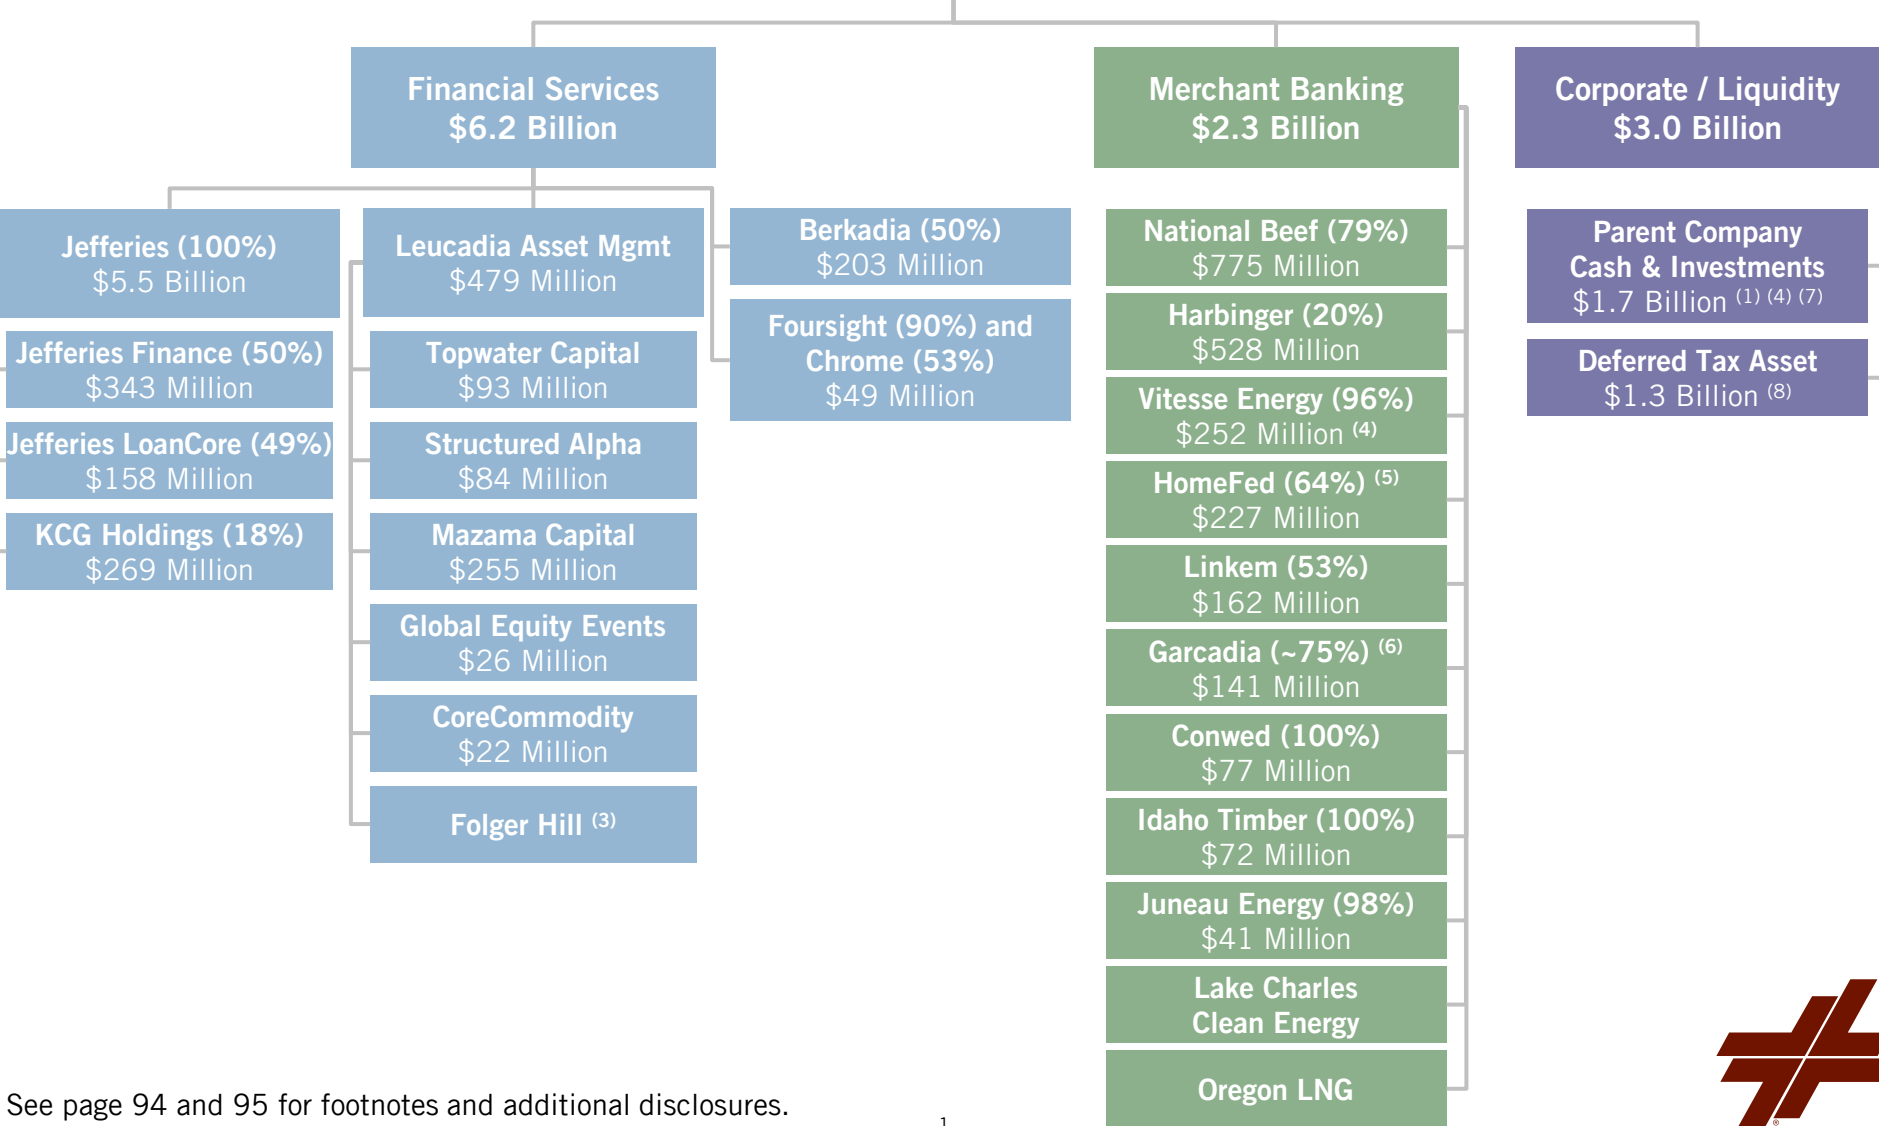 Financial Services
$6.2 Billion
Merchant Banking
$2.3 Billion
Corporate / Liquidity
$3.0 Billion
Jefferies (100%)
$5.5 Billion
Jefferies Finance (50%)
$343 Million
Jefferies LoanCore (49%)
$158 Million
KCG Holdings (18%)
$269 Million
Leucadia Asset Mgmt
$479 Million
Topwater Capital
$93 Million
Structured Alpha
$84 Million
Mazama Capital
$255 Million
Global Equity Events
$26 Million
CoreCommodity
$22 Million
Folger Hill (3)
Berkadia (50%)
$203 Million
Foursight (90%) and
Chrome (53%)
$49 Million
National Beef (79%)
$775 Million
Harbinger (20%)
$528 Million
Vitesse Energy (96%)
$252 Million (4)
HomeFed (64%) (5)
$227 Million
Linkem (53%)
$162 Million
Garcadia (~75%) (6)
$141 Million
Conwed (100%)
$77 Million
Idaho Timber (100%)
$72 Million
Juneau Energy (98%)
$41 Million
Lake Charles
Clean Energy
Oregon LNG
Parent Company
Cash & Investments
$1.7 Billion (1) (4) (7)
Deferred Tax Asset
$1.3 Billion (8)
See page 94 and 95 for footnotes and additional disclosures.
1
®